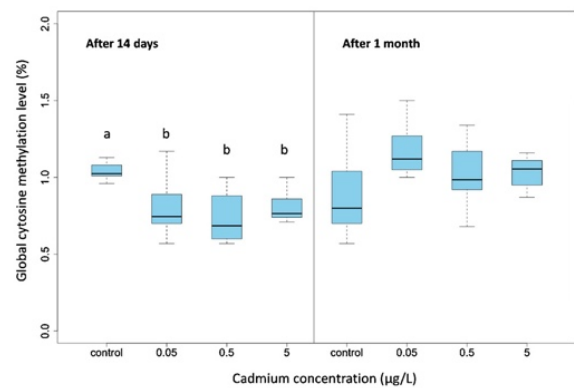 After 14 days
After 1 month
a
b
b
b
Global cytosine methylation level (%)
2.0
1.5
1.0
0.5
0.0
control
0.05
0.5
5
control
0.05
0.5
5
Cadmium concentration (µg/L)